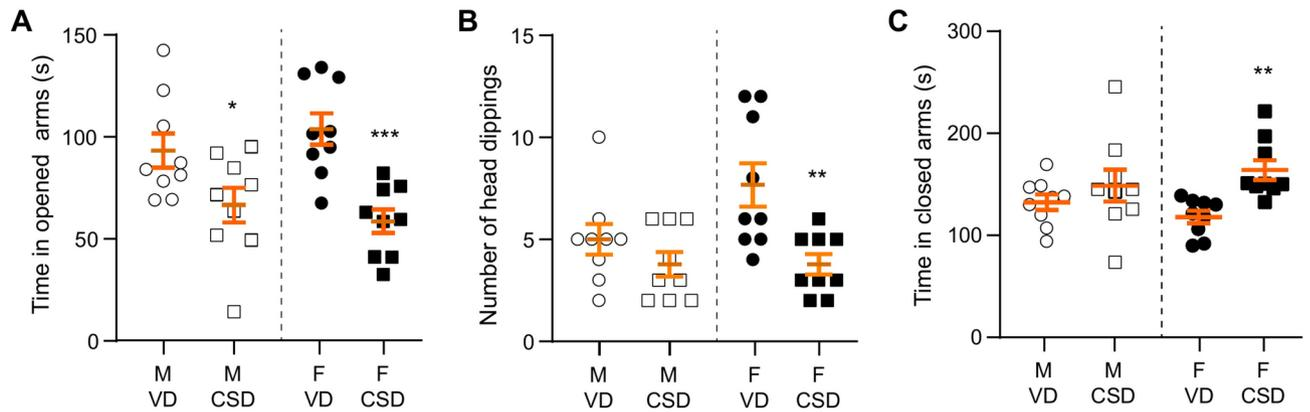 A
Time in opened arms (s)
150
100
50
0
*
***
M
VD
M
CSD
F
VD
F
CSD
B
Number of head dippings
15
10
5
0
**
M
VD
M
CSD
F
VD
F
CSD
C
Time in closed arms (s)
300
200
100
0
**
M
VD
M
CSD
F
VD
F
CSD